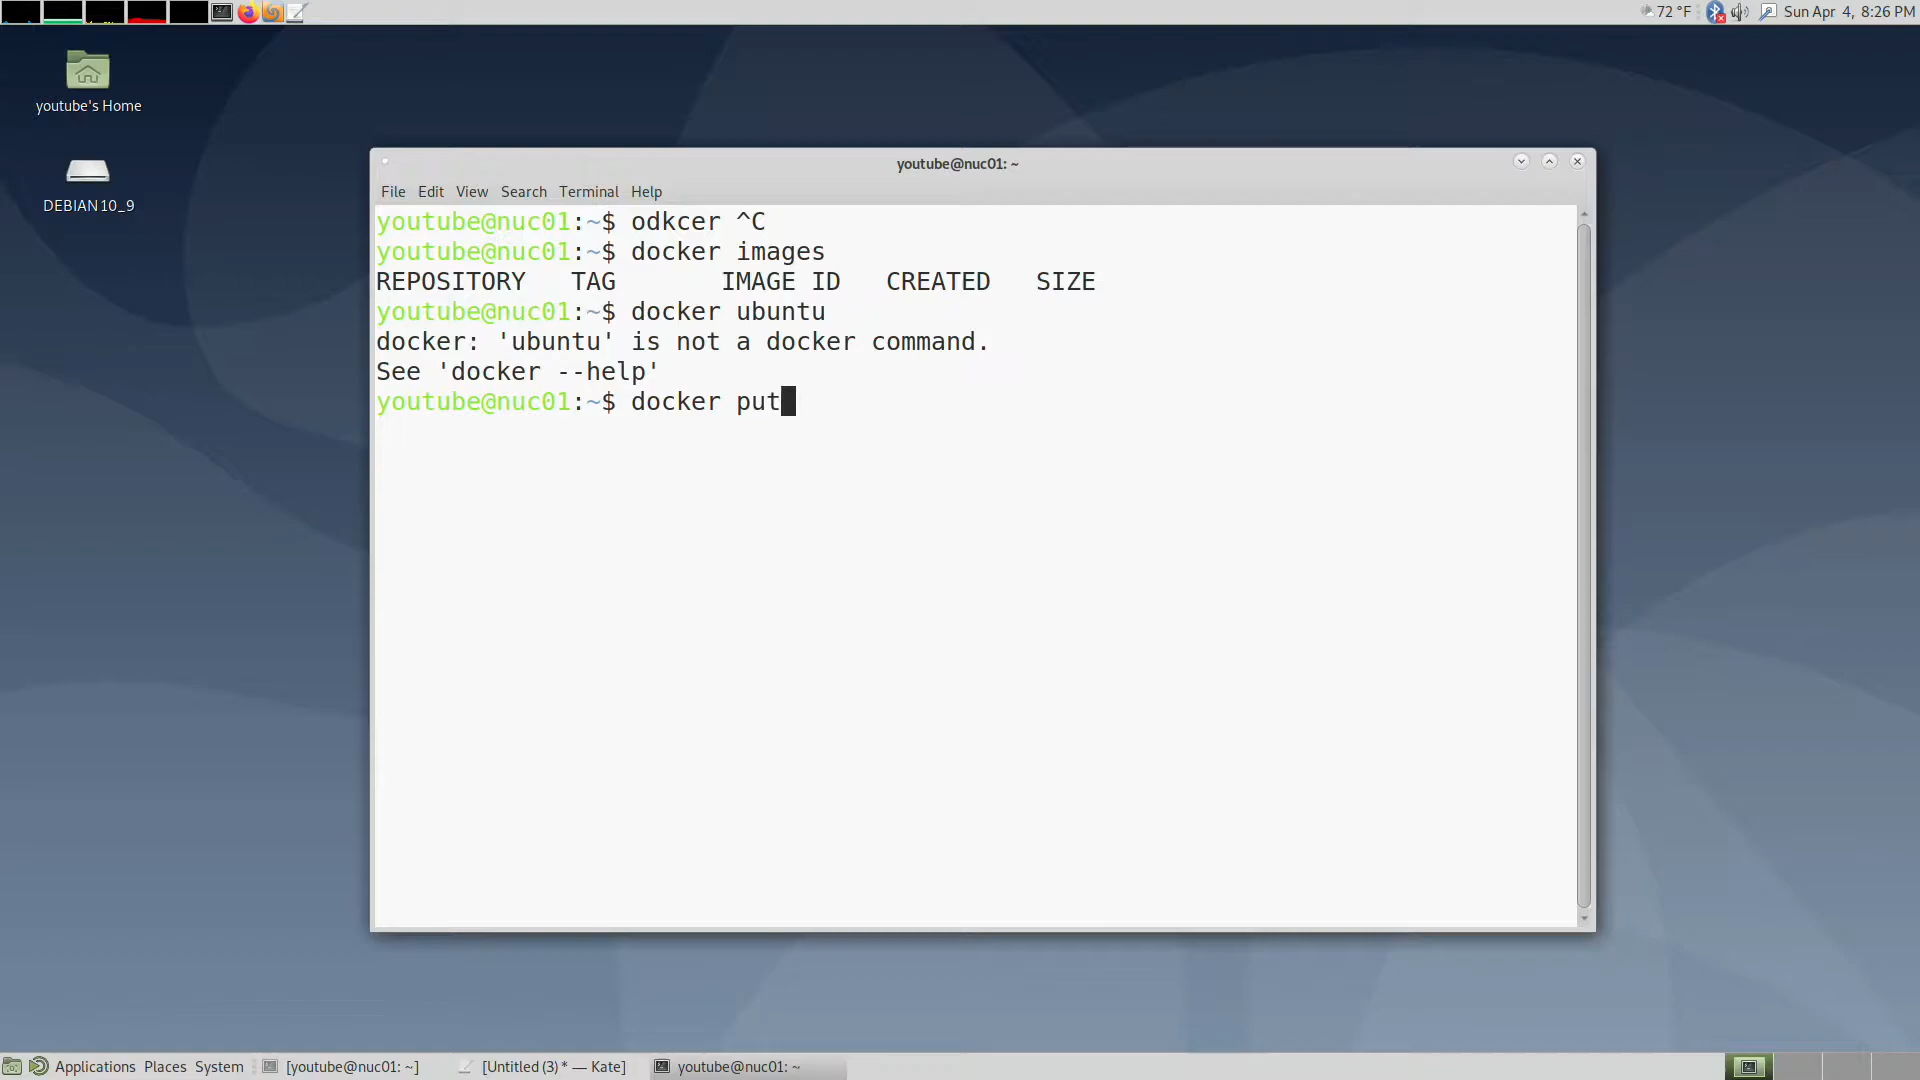 72 °F
Sun Apr 4, 8:26 PM
youtube's Home
DEBIAN 10_9
youtube@nuc01: ~
File Edit View Search Terminal Help
youtube@nuc01:~$ odkcer ^C
youtube@nuc01:~$ docker images
REPOSITORY TAG IMAGE ID CREATED SIZE
youtube@nuc01:~$ docker ubuntu
docker: 'ubuntu' is not a docker command.
See 'docker --help'
youtube@nuc01:~$ docker put
Applications Places System [youtube@nuc01: ~] [Untitled (3) * — Kate] youtube@nuc01: ~